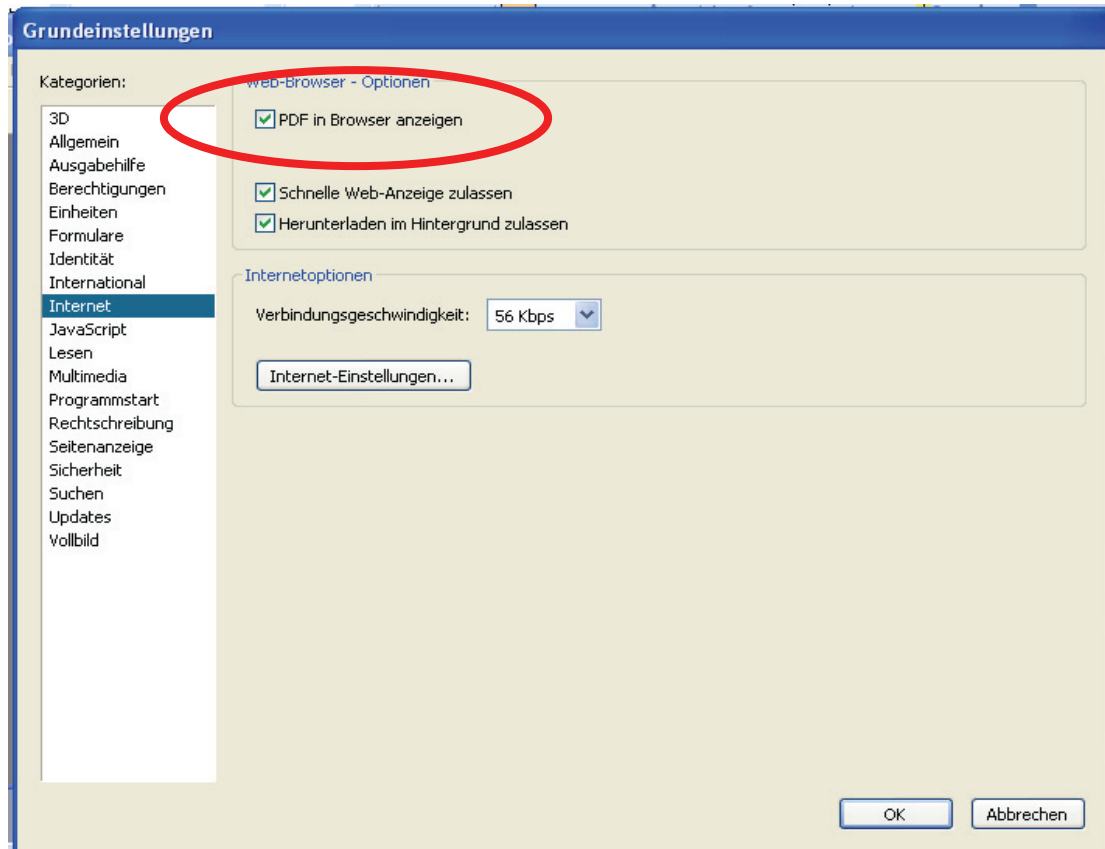 Grundeinstellungen
Kategorien:
3D
Allgemein
Ausgabehilfe
Berechtigungen
Einheiten
Formulare
Identität
International
Internet
JavaScript
Lesen
Multimedia
Programmstart
Rechtschreibung
Seitenanzeige
Sicherheit
Suchen
Updates
Vollbild
Web-Browser - Optionen
PDF in Browser anzeigen
Schnelle Web-Anzeige zulassen
Herunterladen im Hintergrund zulassen
Internetoptionen
Verbindungsgeschwindigkeit: 56 Kbps
Internet-Einstellungen...
OK Abbrechen